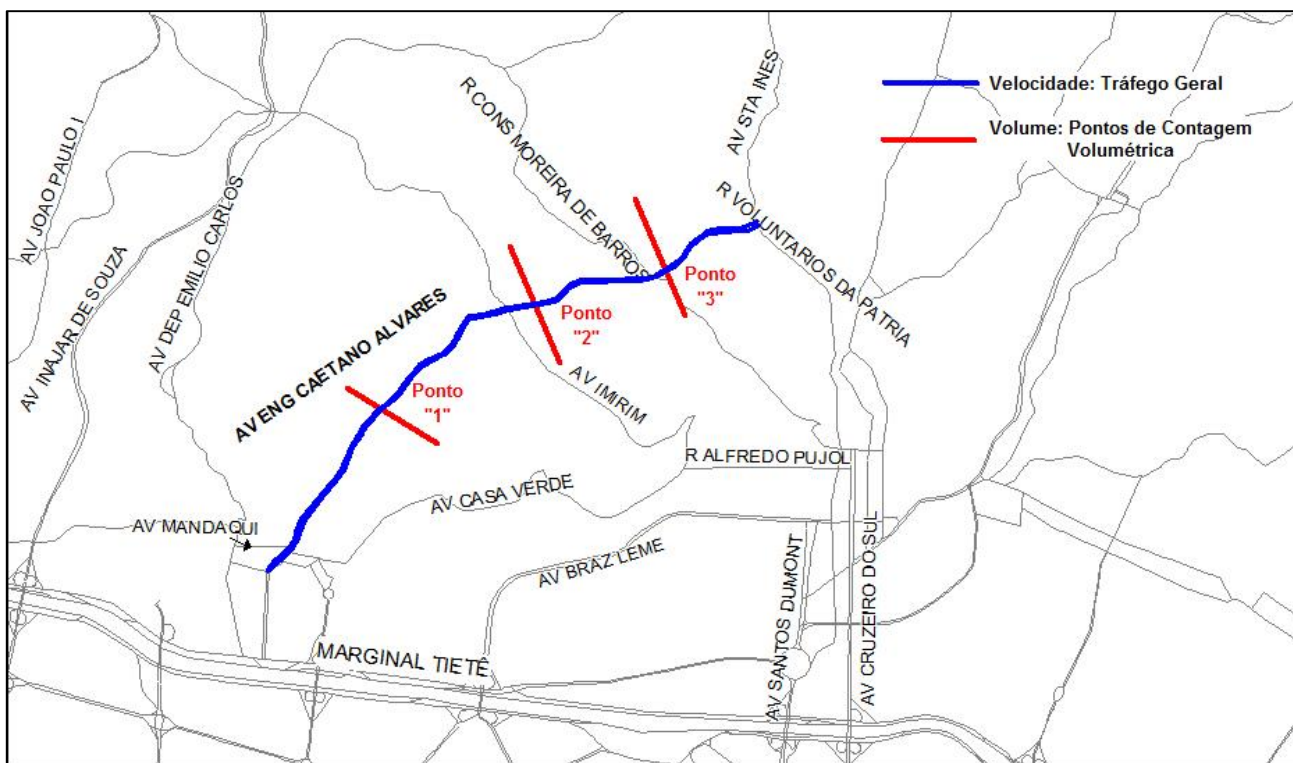 Velocidade: Tráfego Geral
Volume: Pontos de Contagem
Volumétrica
AV JOAO PAULO I
AV INAJAR DE SOUZA
AV DEP EMILIO CARLOS
R CONS MOREIRA DE BARROS
AV STA INES
R VOLUNTARIOS DA PATRIA
AV ENG CAETANO ALVARES
Ponto
"1"
Ponto
"2"
Ponto
"3"
AV IMIRIM
R ALFREDO PUJOL
AV CASA VERDE
AV MANDAQUI
AV BRAZ LEME
AV SANTOS DUMONT
AV CRUZEIRO DO SUL
MARGINAL TIETÊ